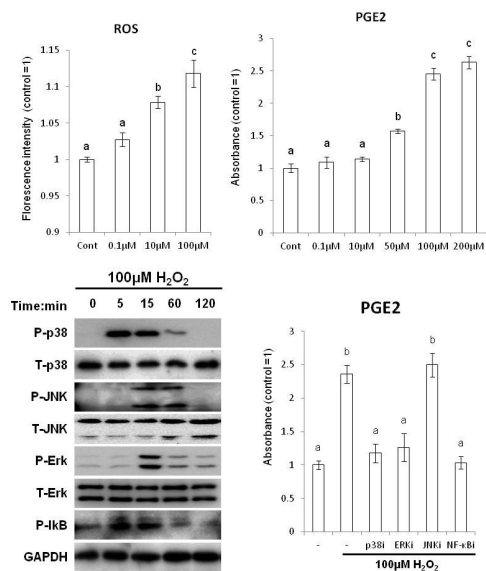 ROS
Florescence intensity (control = 1)
1.15
1.1
1.05
1
0.95
0.9
a
a
b
c
Cont
0.1μM
10μM
100μM
PGE2
Absorbance (control = 1)
3
2.5
2
1.5
1
0.5
0
a
a
a
b
c
c
Cont
0.1μM
10μM
50μM
100μM
200μM
100μM H₂O₂
Time:min 0 5 15 60 120
P-p38
T-p38
P-JNK
T-JNK
P-Erk
T-Erk
P-IkB
GAPDH
PGE2
Absorbance (control = 1)
3
2.5
2
1.5
1
0.5
0
a
b
a
a
b
a
- - p38i ERKi JNKi NF-κBi
100μM H₂O₂